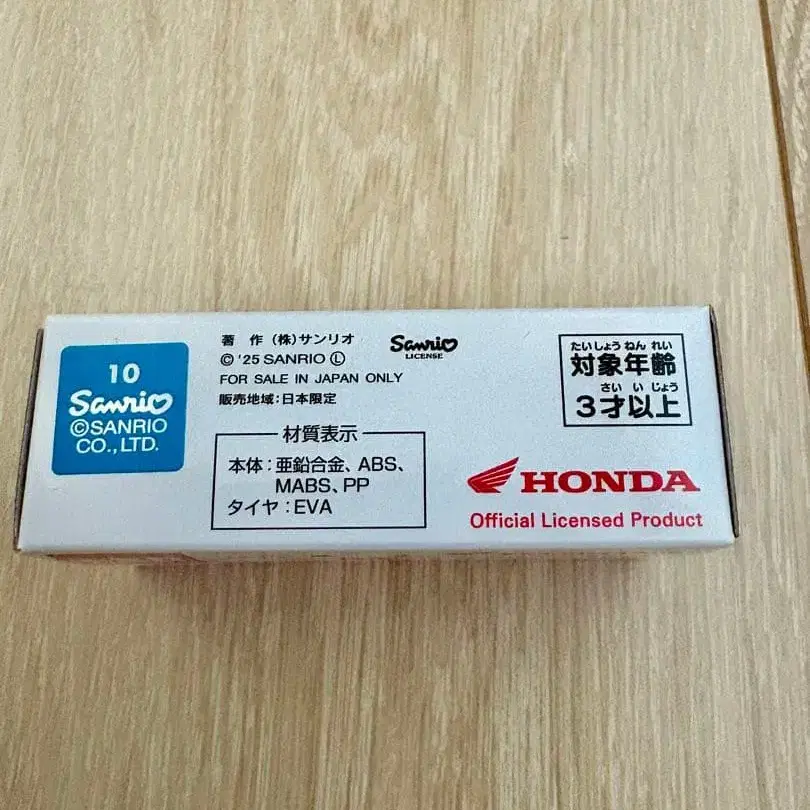 10
Sanrio
©SANRIO
CO., LTD.
著 作 (株)サンリオ
© '25 SANRIO Ⓛ
FOR SALE IN JAPAN ONLY
販売地域:日本限定
Sanrio
LICENSE
材質表示
本体:亜鉛合金、ABS、
MABS、PP
タイヤ:EVA
たいしょう ねん れい
対象年齢
さい い じょう
3才以上
HONDA
Official Licensed Product